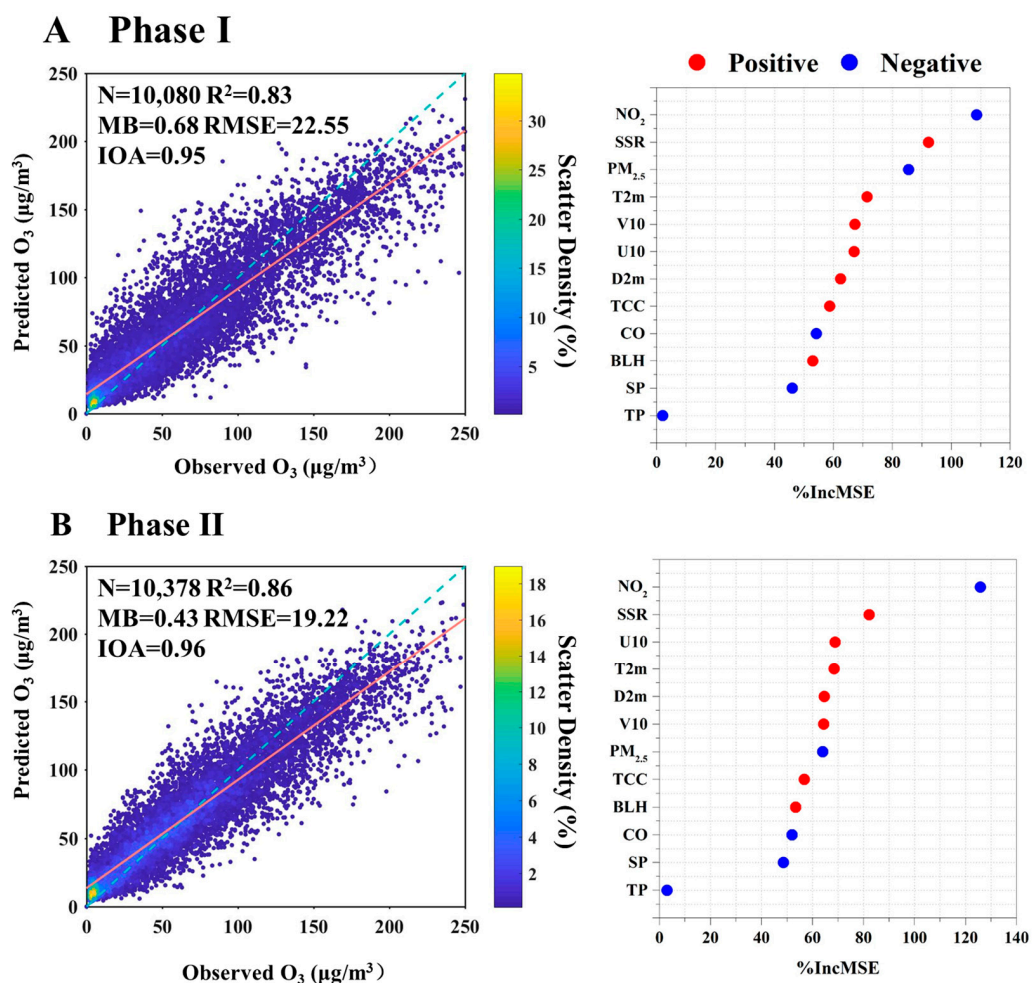 A Phase I
N=10,080 R²=0.83
MB=0.68 RMSE=22.55
IOA=0.95
250
200
150
100
50
0
Predicted O₃ (μg/m³)
0 50 100 150 200 250
Observed O₃ (μg/m³）
30
25
20
15
10
5
Scatter Density (%)
Positive Negative
NO₂
SSR
PM₂.₅
T2m
V10
U10
D2m
TCC
CO
BLH
SP
TP
0 20 40 60 80 100 120
%IncMSE
B Phase II
N=10,378 R²=0.86
MB=0.43 RMSE=19.22
IOA=0.96
250
200
150
100
50
0
Predicted O₃ (μg/m³)
0 50 100 150 200 250
Observed O₃ (μg/m³）
18
16
14
12
10
8
6
4
2
Scatter Density (%)
NO₂
SSR
U10
T2m
D2m
V10
PM₂.₅
TCC
BLH
CO
SP
TP
0 20 40 60 80 100 120 140
%IncMSE